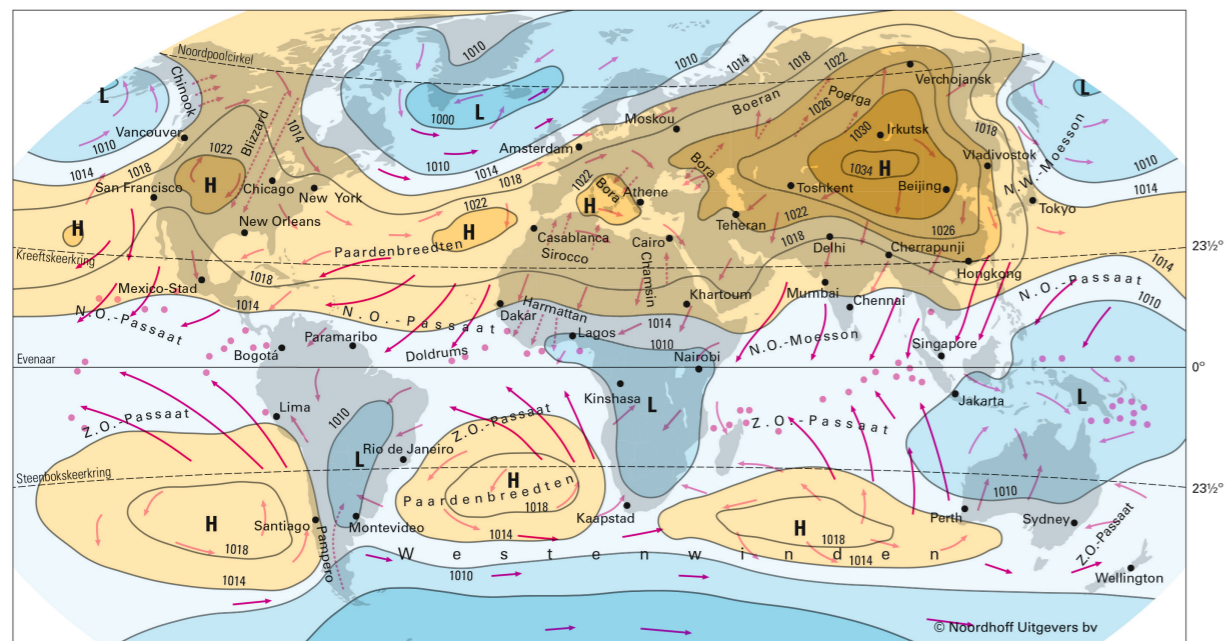 Noordpoolcirkel
1010
1014
1018
1022
Chinook
L
1000
L
1010
Verchojansk
L
Boeran
Poerga
1026
1030
Vancouver
Blizzard
1014
Moskou
Irkutsk
1018
N.W.-Moesson
1010
1010
1014
1018
1022
Amsterdam
1010
1014
1018
Vladivostok
San Francisco
H
Chicago
New York
1022
Bora
Bora
Athene
H
Toshkent
1034
H
Beijing
1014
Tokyo
H
New Orleans
1022
H
Casablanca
Cairo
Teheran
1022
1026
Paardenbreedten
Sirocco
Chamsin
1018
Delhi
Cherrapunji
23½°
Kreeftskeerkring
1018
Hongkong
1014
Mexico-Stad
1014
Khartoum
Mumbai
Chennai
N.O.-Passaat
1010
N.O.-Passaat
N.O.-Passaat
Dakar
Harmattan
Lagos
1014
1010
N.O.-Moesson
Singapore
Evenaar
Bogotá
Paramaribo
Doldrums
Nairobi
0°
Lima
Z.O.-Passaat
1010
Z.O.-Passaat
Kinshasa
L
Z.O.-Passaat
Jakarta
L
Steenbokskeerkring
L
Rio de Janeiro
H
Paardenbreedten
1018
1010
23½°
H
1018
Santiago
Montevideo
1014
Kaapstad
H
1018
Perth
Sydney
Z.O.-Passaat
1014
Pampero
Westenwinden
1014
1010
Wellington
© Noordhoff Uitgevers bv